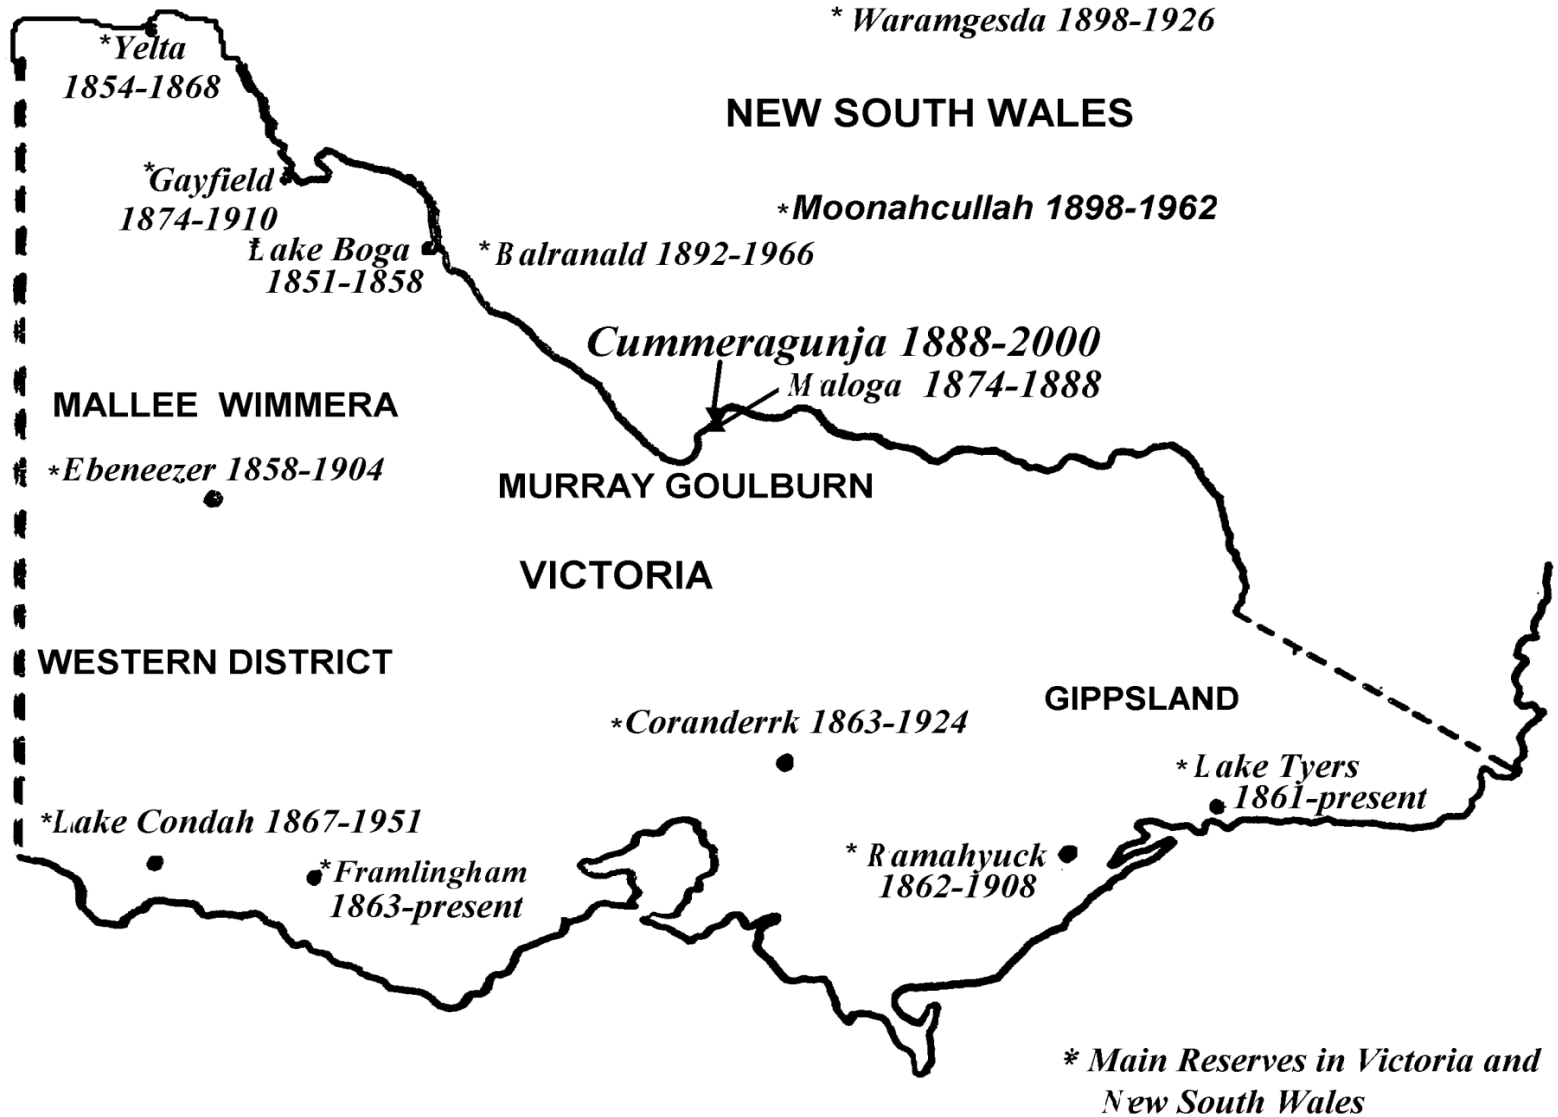 * Waramgesda 1898-1926
*Yelta
1854-1868
NEW SOUTH WALES
*Gayfield
1874-1910
*Moonahcullah 1898-1962
Lake Boga
1851-1858
*Balranald 1892-1966
Cummeragunja 1888-2000
Maloga 1874-1888
MALLEE WIMMERA
*Ebeneezer 1858-1904
MURRAY GOULBURN
VICTORIA
WESTERN DISTRICT
GIPPSLAND
*Coranderrk 1863-1924
*Lake Tyers
1861-present
*Lake Condah 1867-1951
*Framlingham
1863-present
* Ramahyuck
1862-1908
* Main Reserves in Victoria and
New South Wales